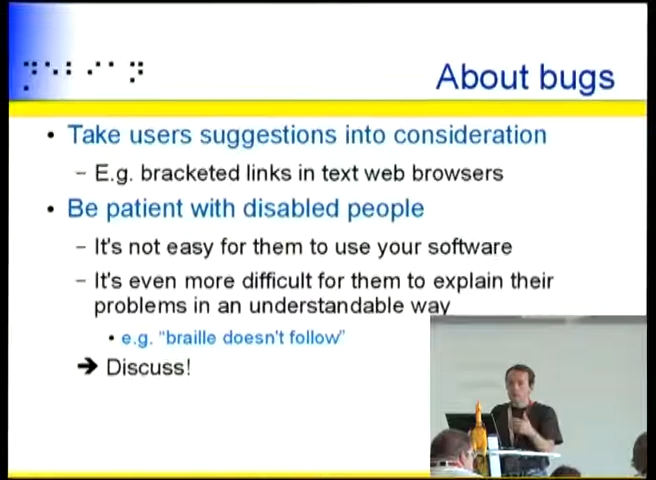 About bugs
• Take users suggestions into consideration
– E.g. bracketed links in text web browsers
• Be patient with disabled people
– It's not easy for them to use your software
– It's even more difficult for them to explain their
problems in an understandable way
• e.g. “braille doesn't follow”
➔ Discuss!